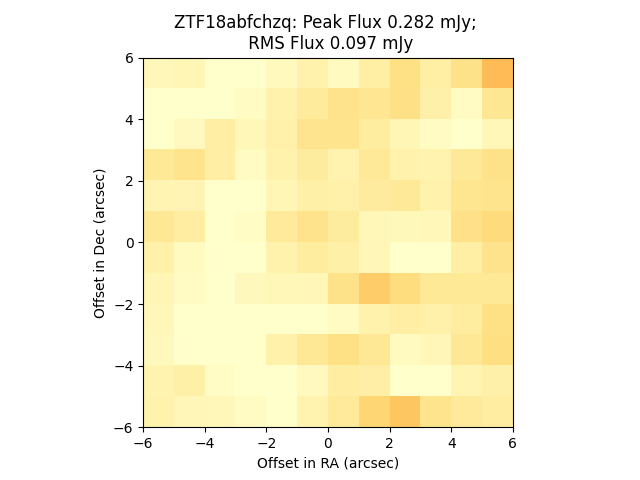 ZTF18abfchzq: Peak Flux 0.282 mJy;
RMS Flux 0.097 mJy
6
4
2
0
−2
−4
−6
Offset in Dec (arcsec)
−6 −4 −2 0 2 4 6
Offset in RA (arcsec)